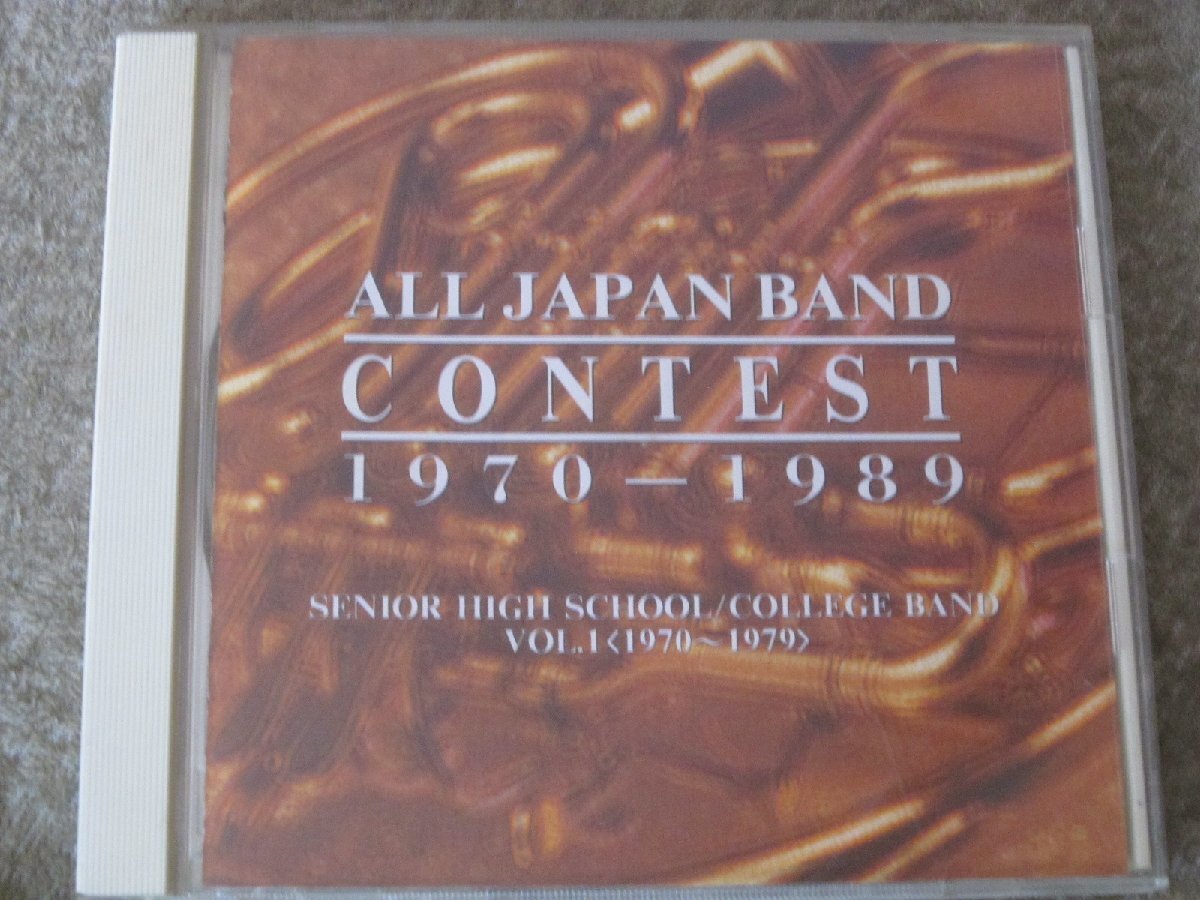 ALL JAPAN BAND
CONTEST
1970—1989
SENIOR HIGH SCHOOL/COLLEGE BAND
VOL.1〈1970～1979〉